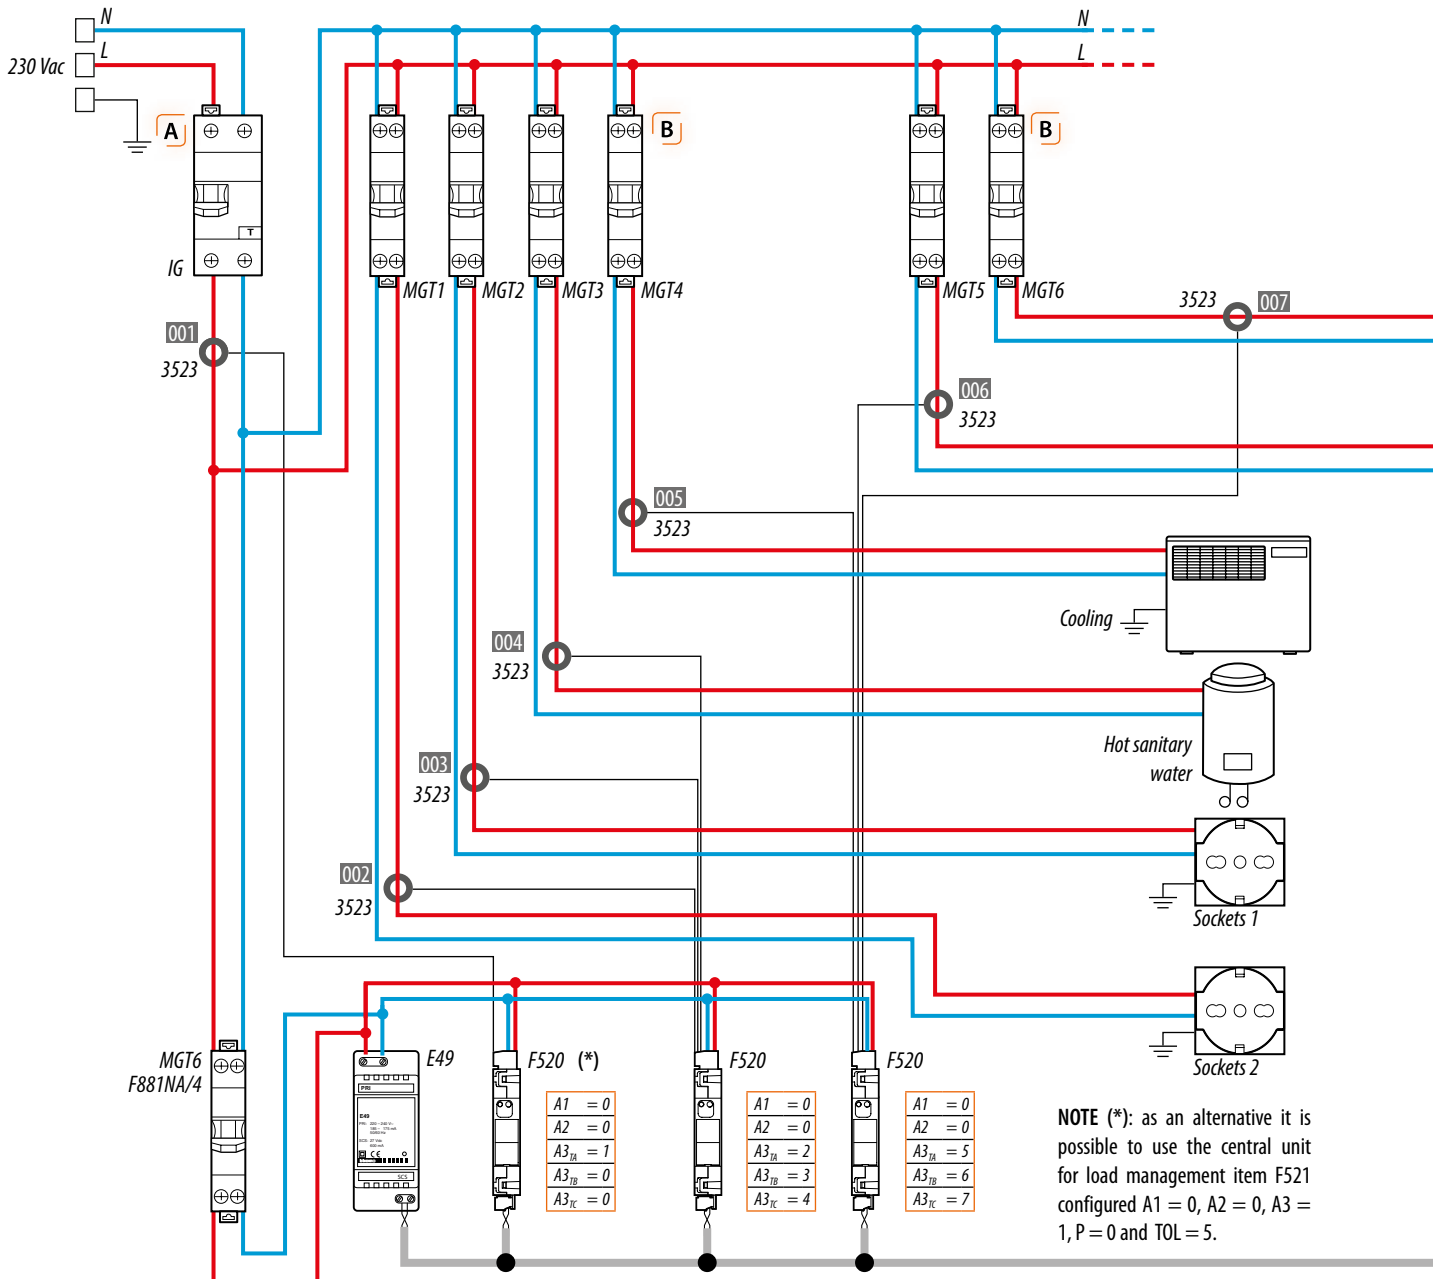 N
230 Vac
L
N
L
A
B
B
IG
MGT1
MGT2
MGT3
MGT4
MGT5
MGT6
T
001
3523
3523
007
006
3523
005
3523
004
3523
003
3523
002
3523
Cooling
Hot sanitary
water
Sockets 1
Sockets 2
MGT6
F881NA/4
E49
F520 (*)
F520
F520
PRI
E49
SCS
A1 = 0
A2 = 0
A3TA = 1
A3TB = 0
A3TC = 0
A1 = 0
A2 = 0
A3TA = 2
A3TB = 3
A3TC = 4
A1 = 0
A2 = 0
A3TA = 5
A3TB = 6
A3TC = 7
NOTE (*): as an alternative it is
possible to use the central unit
for load management item F521
configured A1 = 0, A2 = 0, A3 =
1, P = 0 and TOL = 5.